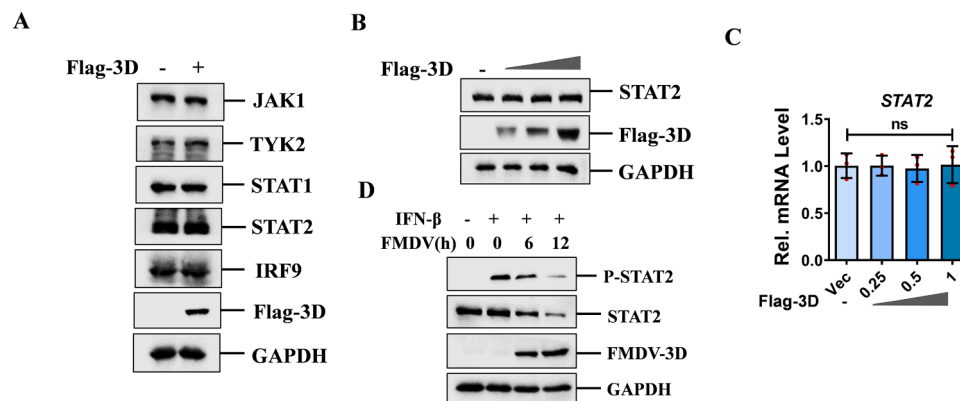 A
Flag-3D - +
JAK1
TYK2
STAT1
STAT2
IRF9
Flag-3D
GAPDH
B
Flag-3D -
STAT2
Flag-3D
GAPDH
C
STAT2
ns
Rel. mRNA Level
1.5
1.0
0.5
0.0
Vec 0.25 0.5 1
Flag-3D -
D
IFN-β - + + +
FMDV(h) 0 0 6 12
P-STAT2
STAT2
FMDV-3D
GAPDH